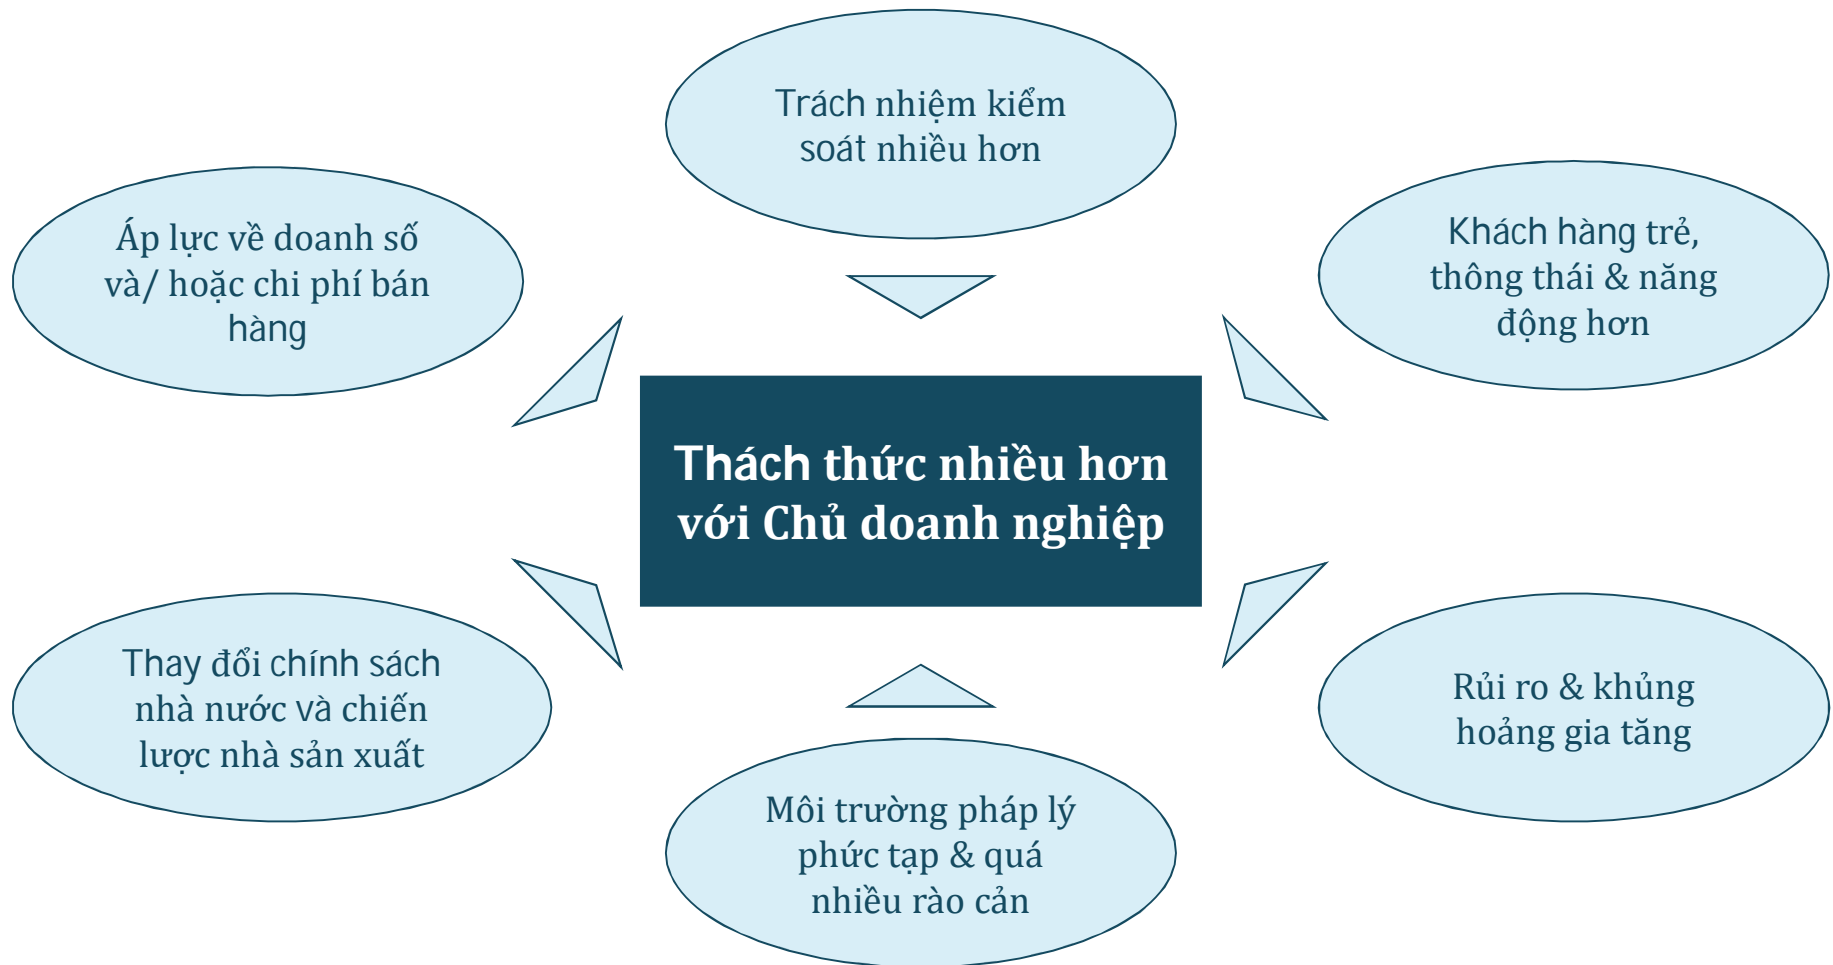 Trách nhiệm kiểm
soát nhiều hơn
Áp lực về doanh số
và/ hoặc chi phí bán
hàng
Khách hàng trẻ,
thông thái & năng
động hơn
Thách thức nhiều hơn
với Chủ doanh nghiệp
Thay đổi chính sách
nhà nước và chiến
lược nhà sản xuất
Rủi ro & khủng
hoảng gia tăng
Môi trường pháp lý
phức tạp & quá
nhiều rào cản